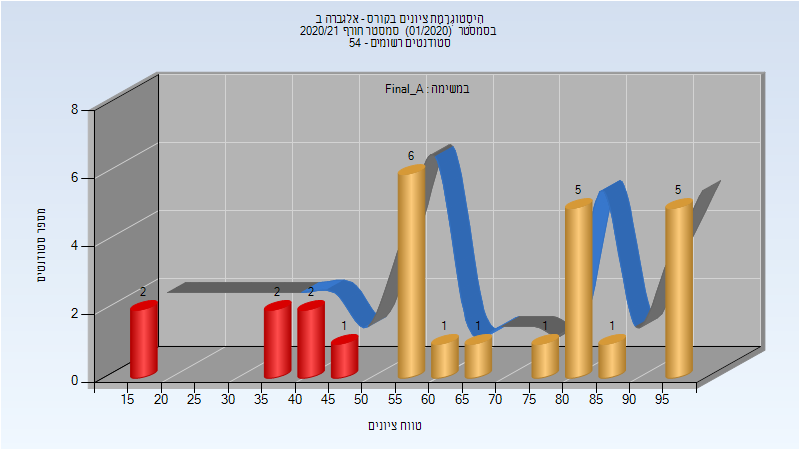 היסטוגרמת ציונים בקורס - אלגברה ב
בסמסטר (01/2020) סמסטר חורף 2020/21
סטודנטים רשומים - 54
במשימה : Final_A
מספר סטודנטים
8
6
4
2
0
2
2
2
1
6
1
1
1
5
1
5
15 20 25 30 35 40 45 50 55 60 65 70 75 80 85 90 95
טווח ציונים